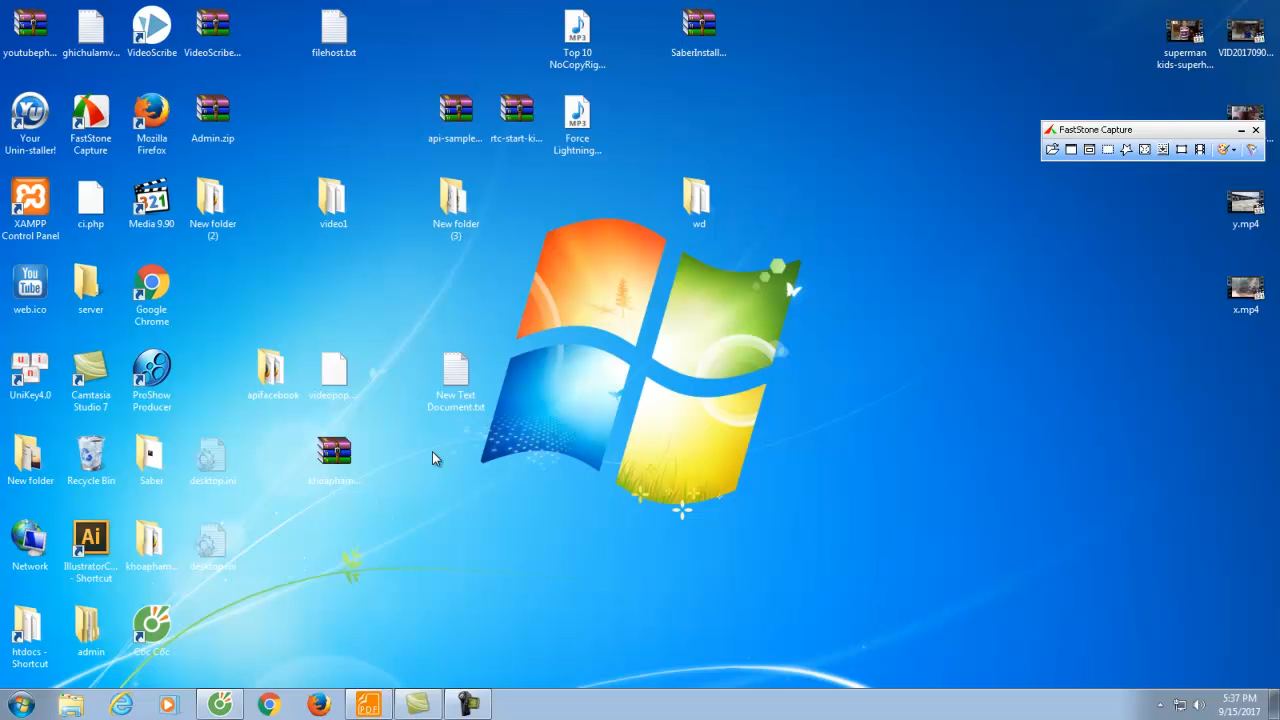 youtubeph...
ghichulamv...
VideoScribe
VideoScribe...
filehost.txt
Top 10
NoCopyRig...
SaberInstall...
superman
kids-superh...
VID2017090...
Your
Unin-staller!
FastStone
Capture
Mozilla
Firefox
Admin.zip
api-sample...
rtc-start-ki...
Force
Lightning...
FastStone Capture
XAMPP
Control Panel
ci.php
Media 9.90
New folder
(2)
video1
New folder
(3)
wd
y.mp4
You
Tube
web.ico
server
Google
Chrome
x.mp4
UniKey4.0
Camtasia
Studio 7
ProShow
Producer
apifacebook
videopop...
New Text
Document.txt
New folder
Recycle Bin
Saber
desktop.ini
khoapham...
Ai
Network
IllustratorC...
- Shortcut
khoapham...
desktop.ini
htdocs -
Shortcut
admin
Cốc Cốc
PDF
5:37 PM
9/15/2017